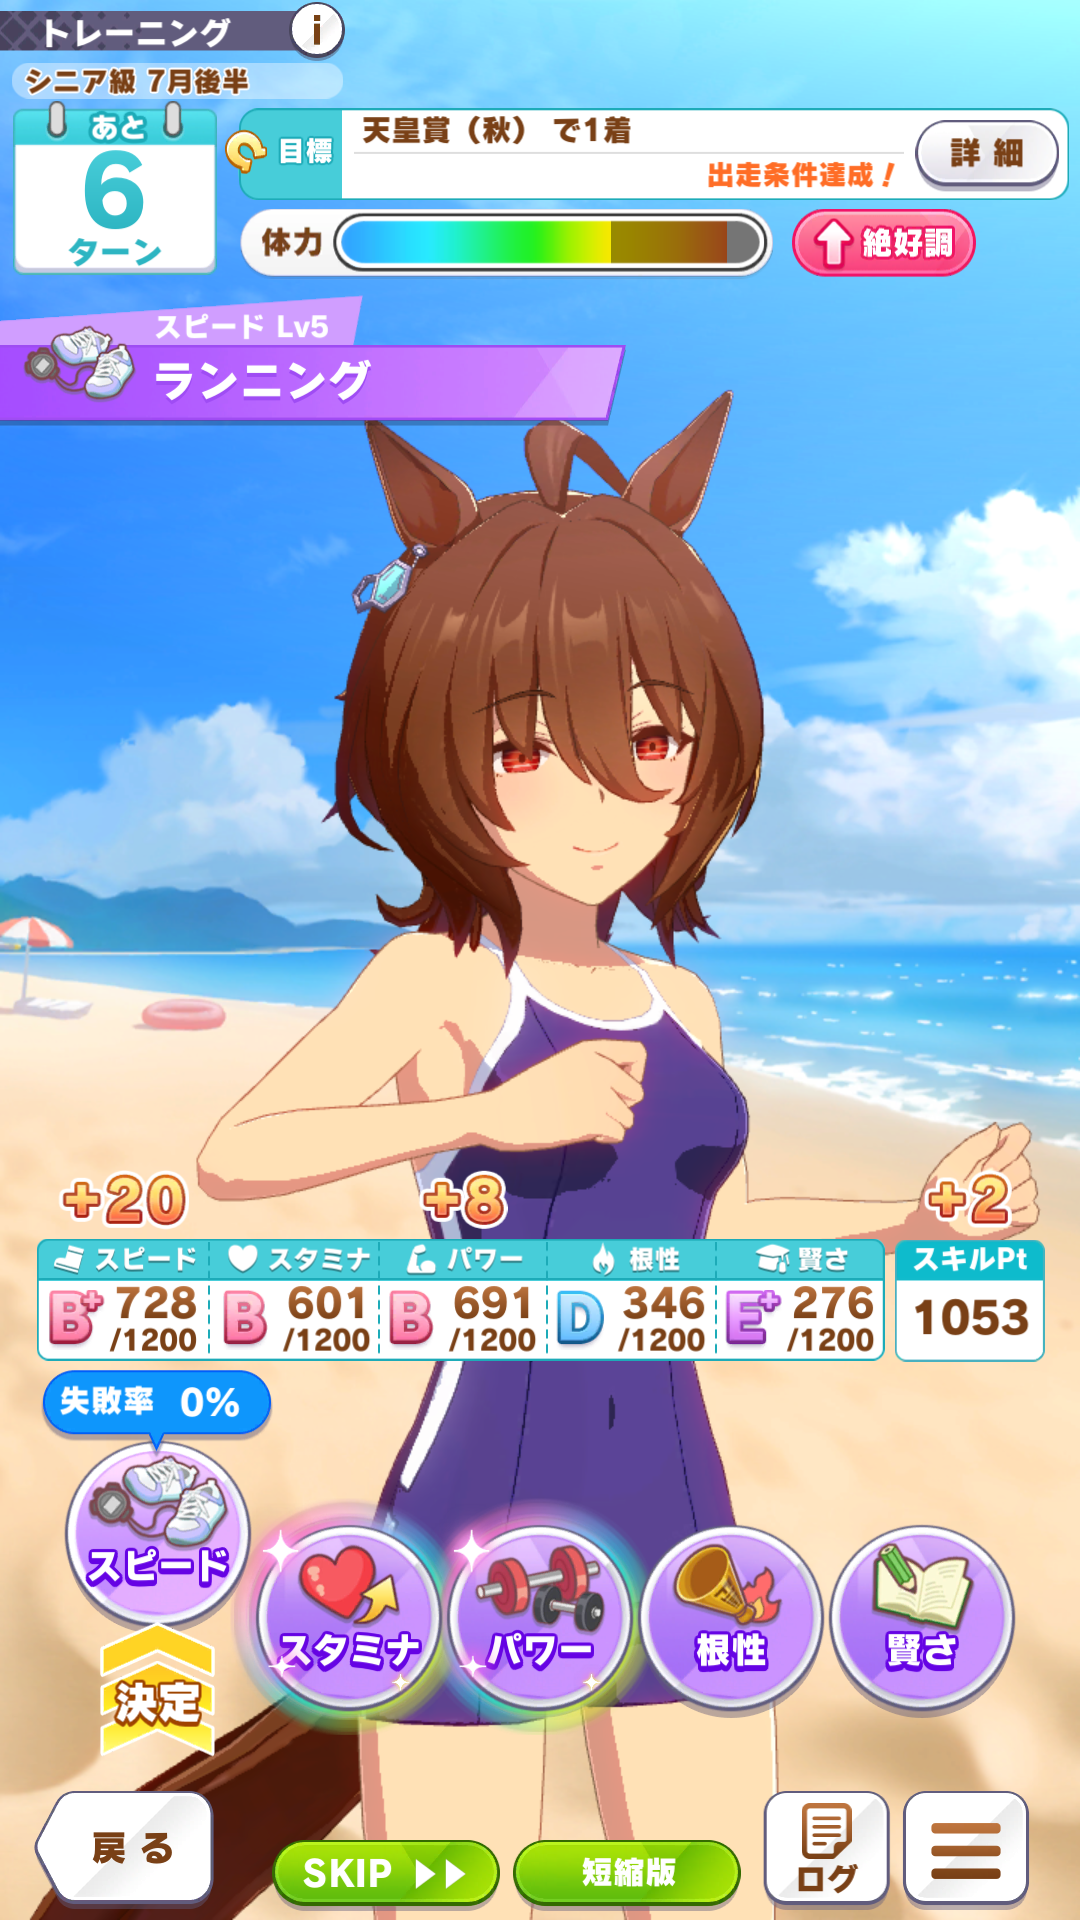 トレーニング
i
シニア級 7月後半
あと
6
ターン
目標
天皇賞（秋） で1着
出走条件達成！
詳細
体力
絶好調
スピード Lv5
ランニング
+20
+8
+2
スピード
スタミナ
パワー
根性
賢さ
スキルPt
B+ 728
/1200
B 601
/1200
B 691
/1200
D 346
/1200
E+ 276
/1200
1053
失敗率 0%
スピード
スタミナ
パワー
根性
賢さ
決定
戻る
SKIP
短縮版
ログ